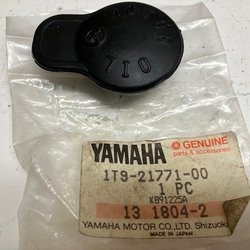 OIL
YAMAHA
GENUINE
parts & accessories
1T9-21771-00
1 PC
K891225A
13 1804-2
YAMAHA MOTOR CO.,LTD. Shizuok
MADE IN JAPAN